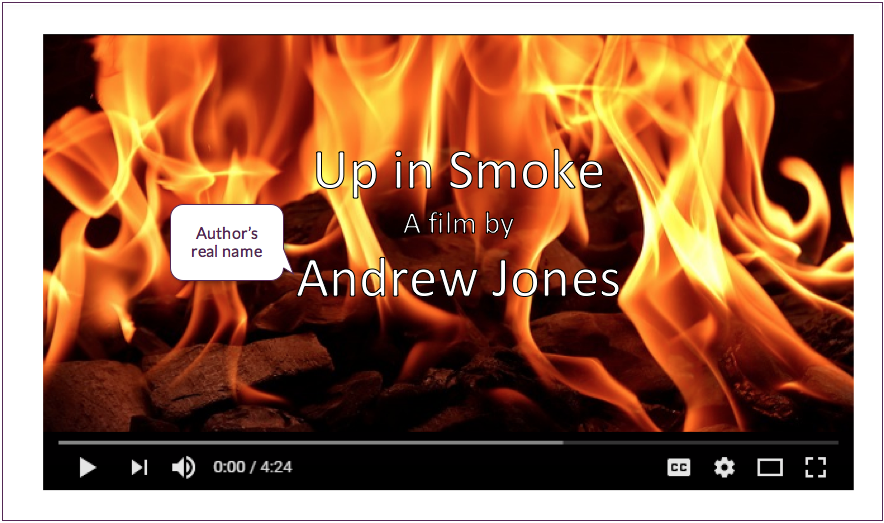 Up in Smoke
A film by
Author's
real name
Andrew Jones
0:00 / 4:24
CC